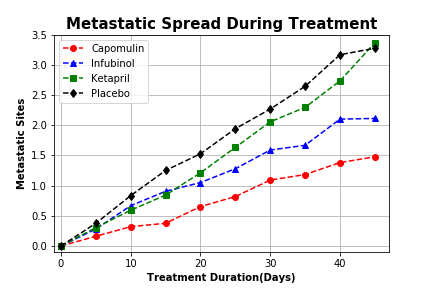 Metastatic Spread During Treatment
Capomulin
Infubinol
Ketapril
Placebo
Metastatic Sites
3.5
3.0
2.5
2.0
1.5
1.0
0.5
0.0
0 10 20 30 40
Treatment Duration(Days)